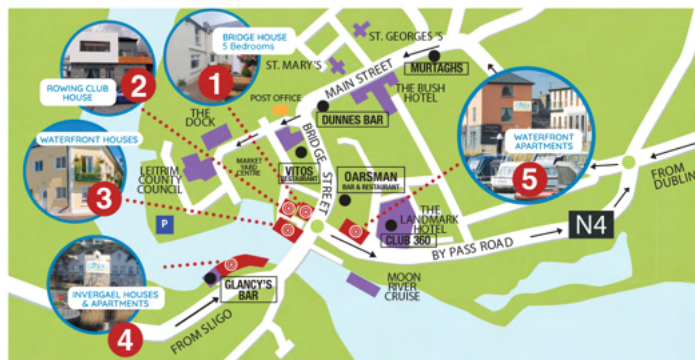 BRIDGE HOUSE
5 Bedrooms
1
2
ROWING CLUB
HOUSE
WATERFRONT HOUSES
3
INVERGAEL HOUSES
& APARTMENTS
4
ST. GEORGES'S
ST. MARY'S
MURTAGHS
MAIN STREET
THE BUSH
HOTEL
POST OFFICE
DUNNES BAR
THE
DOCK
LEITRIM
COUNTY
COUNCIL
MARKET
YARD
CENTRE
BRIDGE STREET
VITOS
RESTAURANT
OARSMAN
BAR & RESTAURANT
WATERFRONT
APARTMENTS
5
FROM
DUBLIN
P
THE
LANDMARK
HOTEL
CLUB 360
N4
BY PASS ROAD
MOON
RIVER
CRUISE
GLANCY'S
BAR
FROM SLIGO